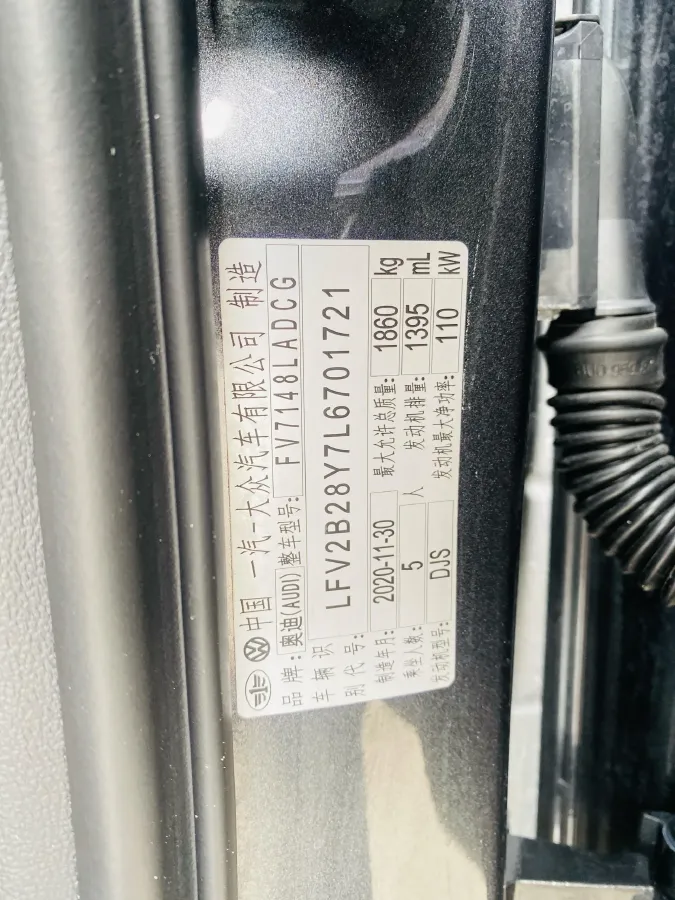 中国 一汽-大众汽车有限公司 制造
品牌: 奥迪(AUDI) 整车型号: FV7148LADCG
车辆识别代号: LFV2B28Y7L6701721
制造年月: 2020-11-30 最大允许总质量: 1860 kg
乘坐人数: 5 人 发动机排量: 1395 mL
发动机型号: DJS 发动机最大净功率: 110 kW